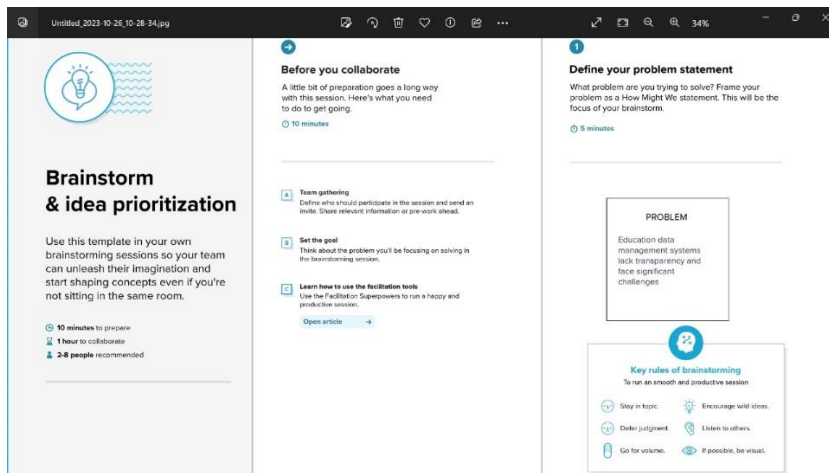 Untitled_2023-10-26_10-28-34.jpg
34%
Brainstorm
& idea prioritization
Use this template in your own
brainstorming sessions so your team
can unleash their imagination and
start shaping concepts even if you're
not sitting in the same room.
10 minutes to prepare
1 hour to collaborate
2-8 people recommended
Before you collaborate
A little bit of preparation goes a long way
with this session. Here's what you need
to do to get going.
10 minutes
A
Team gathering
Define who should participate in the session and send an
invite. Share relevant information or pre-work ahead.
B
Set the goal
Think about the problem you'll be focusing on solving in
the brainstorming session.
C
Learn how to use the facilitation tools
Use the Facilitation Superpowers to run a happy and
productive session.
Open article
1
Define your problem statement
What problem are you trying to solve? Frame your
problem as a How Might We statement. This will be the
focus of your brainstorm.
5 minutes
PROBLEM
Education data
management systems
lack transparency and
face significant
challenges
Key rules of brainstorming
To run an smooth and productive session
Stay in topic.
Encourage wild ideas.
Defer judgment.
Listen to others.
Go for volume.
If possible, be visual.